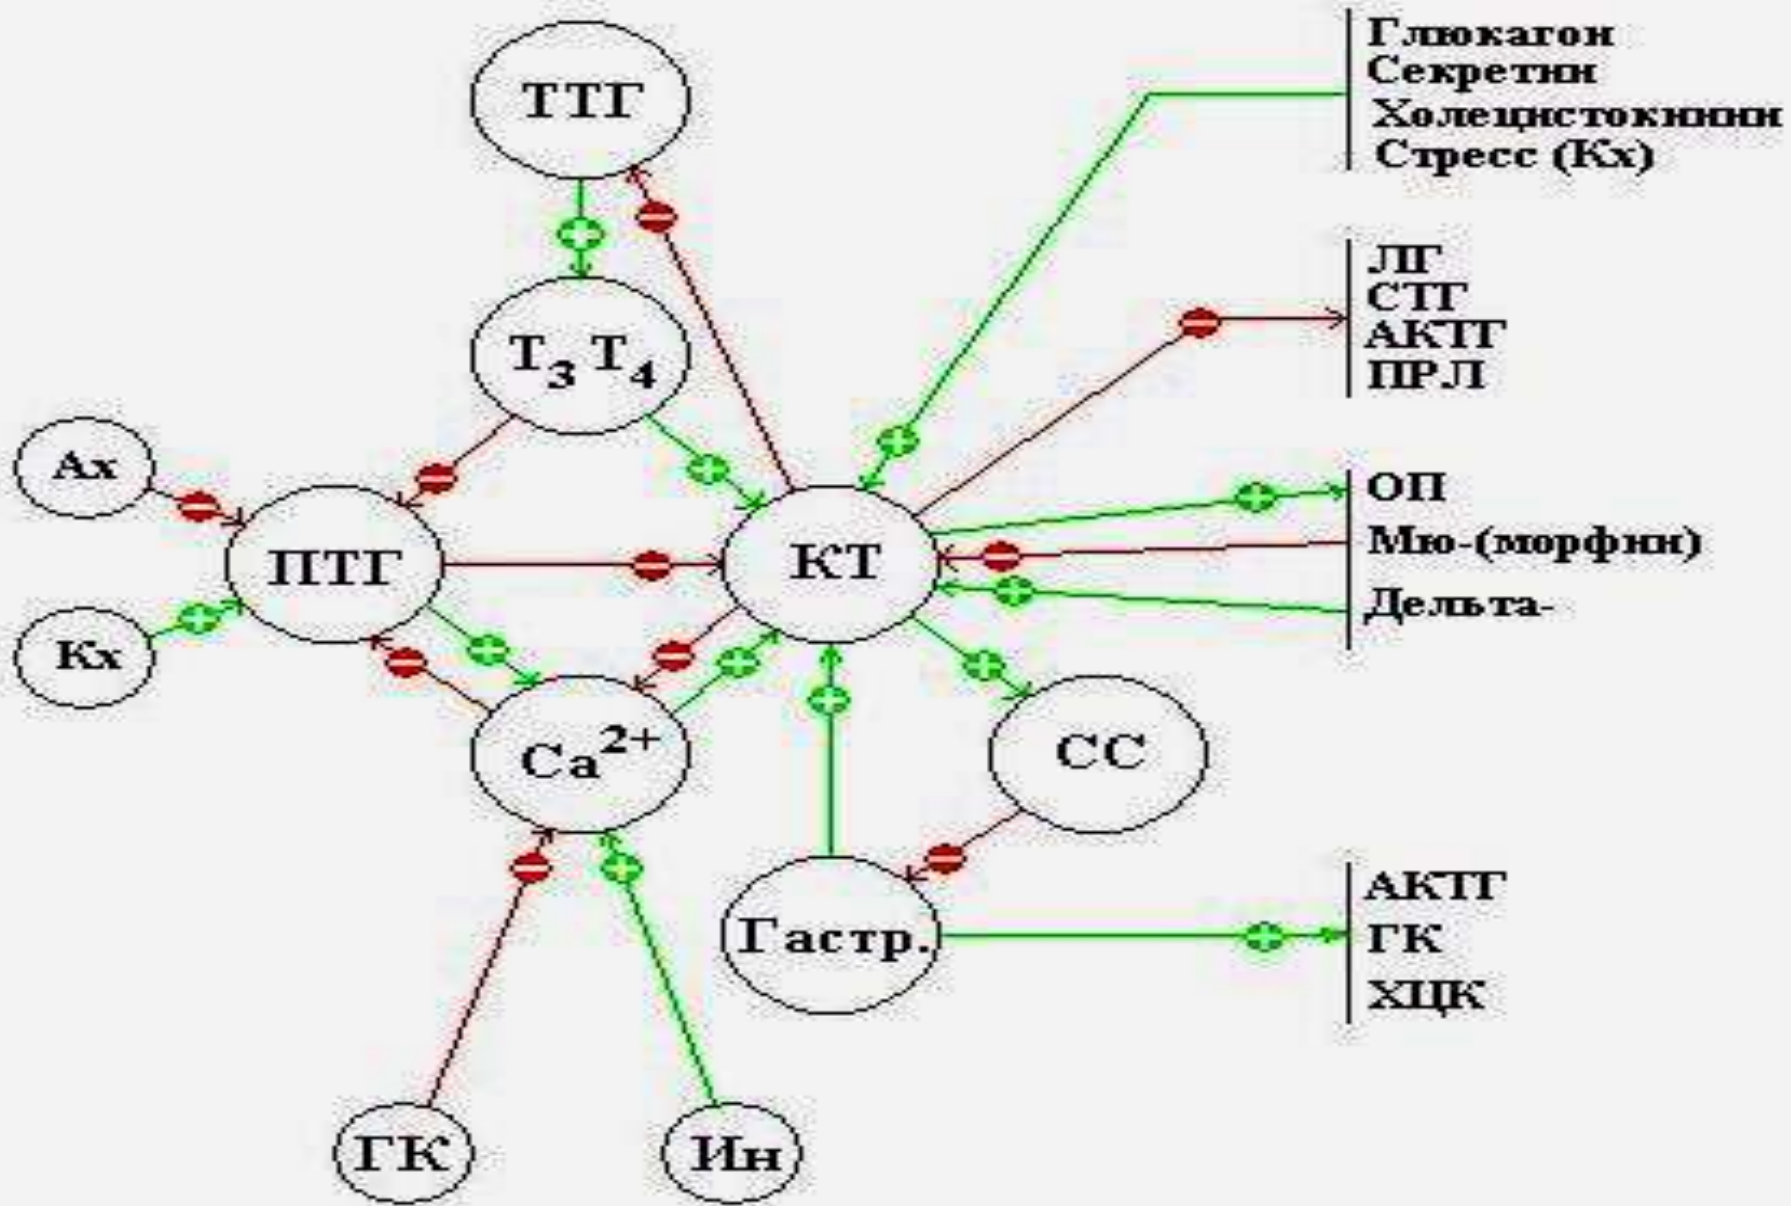 ТТГ
Глюкагон
Секретин
Холецистокинин
Стресс (Кх)
ЛГ
СТГ
АКТГ
ПРЛ
Т3 Т4
Ах
ПТГ
КТ
ОП
Мю-(морфин)
Дельта-
Кх
Ca2+
СС
Гастр.
АКТГ
ГК
ХЦК
ГК
Ин